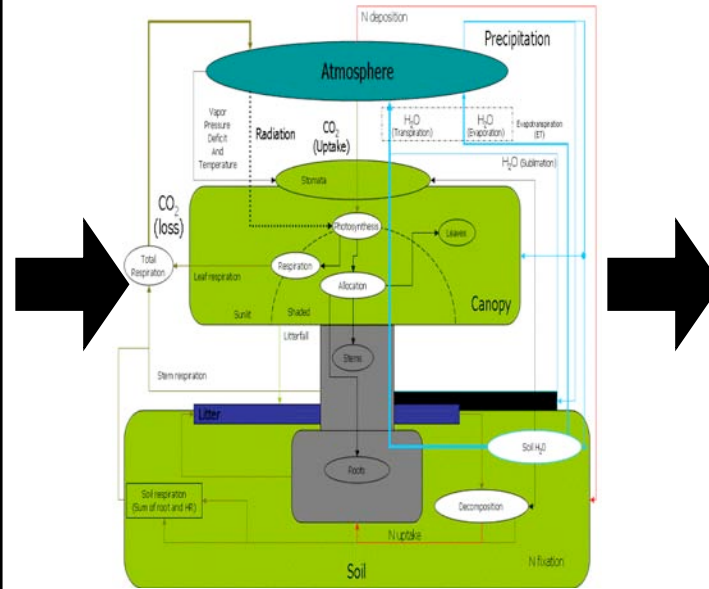 N deposition
Precipitation
Atmosphere
Vapor
Pressure
Deficit
And
Temperature
Radiation
CO2
(Uptake)
H2O
(Transpiration)
H2O
(Evaporation)
Evapotranspiration
(ET)
H2O (Sublimation)
Stomata
CO2
(loss)
Photosynthesis
Leaves
Total
Respiration
Leaf respiration
Respiration
Allocation
Canopy
Sunlit
Shaded
Litterfall
Stems
Stem respiration
Litter
Soil H2O
Roots
Soil respiration
(Sum of root and HR)
Decomposition
N uptake
N fixation
Soil